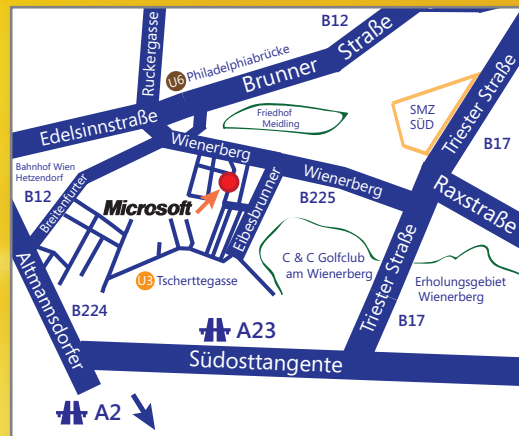 B12
Ruckergasse
U6 Philadelphiabrücke
Brunner Straße
Edelsinnstraße
Friedhof
Meidling
SMZ
SÜD
Triester Straße
B17
Wienerberg
Wienerberg
Bahnhof Wien
Hetzendorf
B12
Breitenfurter
B225
Raxstraße
Microsoft
Eibesbrunner
C & C Golfclub
am Wienerberg
Triester Straße
Erholungsgebiet
Wienerberg
U3 Tscherttegasse
Altmannsdorfer
B224
A23
B17
Südosttangente
A2